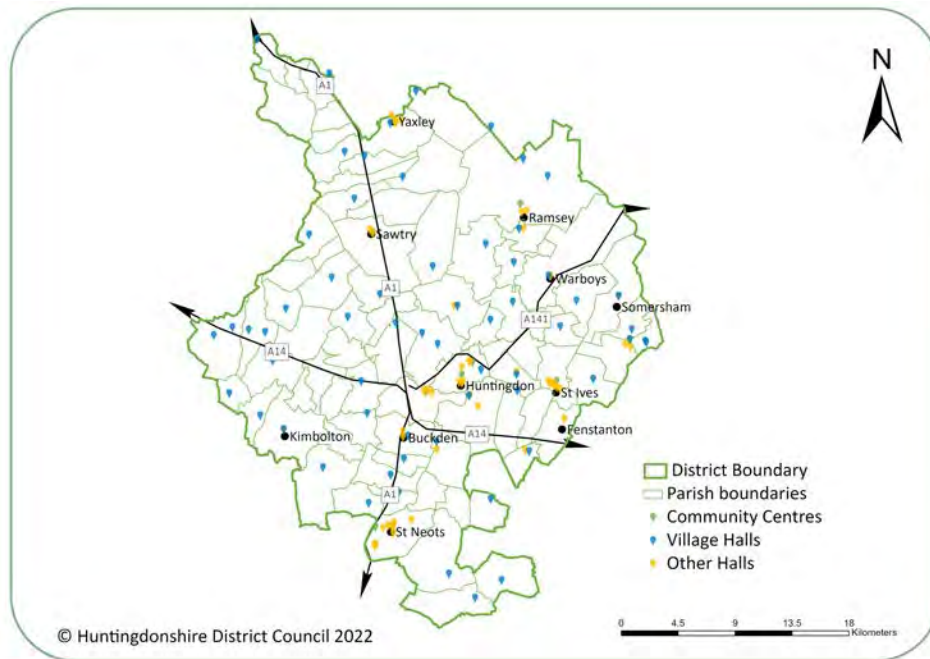 N
A1
Yaxley
Ramsey
Sawtry
Warboys
A1
Somersham
A141
A14
Huntingdon
St Ives
Fenstanton
Kimbolton
Buckden
A14
A1
St Neots
District Boundary
Parish boundaries
Community Centres
Village Halls
Other Halls
0 4.5 9 13.5 18
Kilometers
© Huntingdonshire District Council 2022